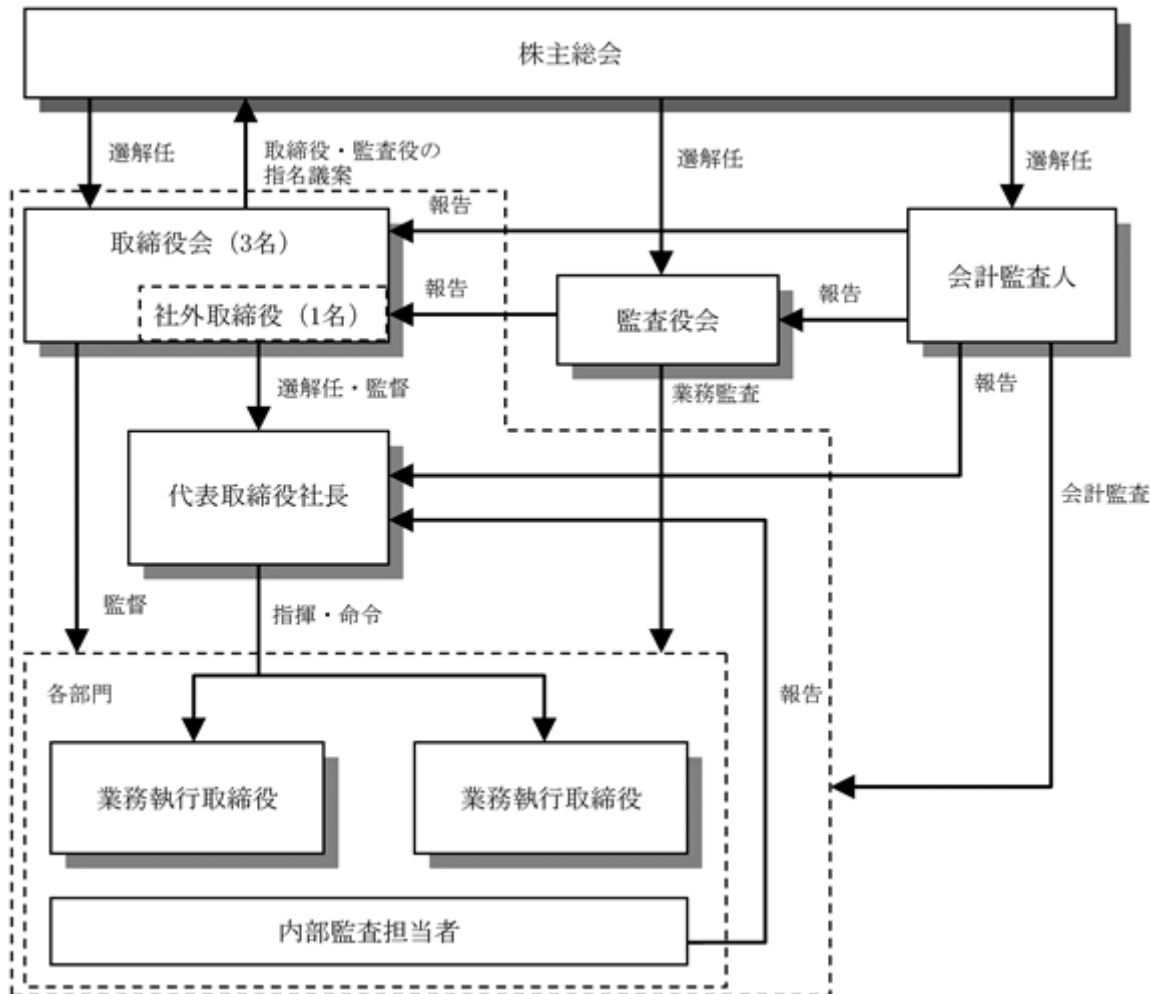 株主総会
選解任
取締役・監査役の
指名議案
選解任
選解任
報告
取締役会（3名）
社外取締役（1名）
報告
監査役会
報告
会計監査人
選解任・監督
業務監査
報告
代表取締役社長
会計監査
監督
指揮・命令
各部門
報告
業務執行取締役
業務執行取締役
内部監査担当者